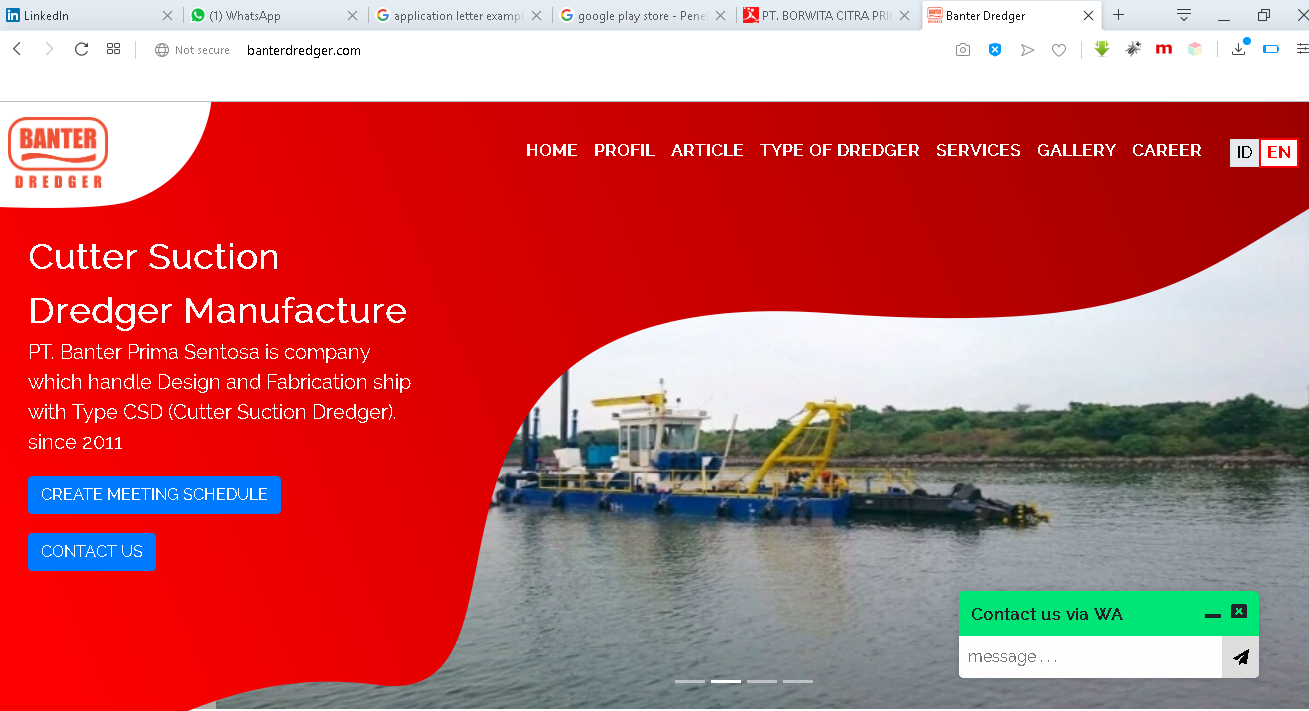 LinkedIn
(1) WhatsApp
application letter exampl
google play store - Pene
PT. BORWITA CITRA PRI
Banter Dredger
Not secure
banterdredger.com
BANTER
DREDGER
HOME
PROFIL
ARTICLE
TYPE OF DREDGER
SERVICES
GALLERY
CAREER
ID
EN
Cutter Suction
Dredger Manufacture
PT. Banter Prima Sentosa is company
which handle Design and Fabrication ship
with Type CSD (Cutter Suction Dredger).
since 2011
CREATE MEETING SCHEDULE
CONTACT US
Contact us via WA
message . . .